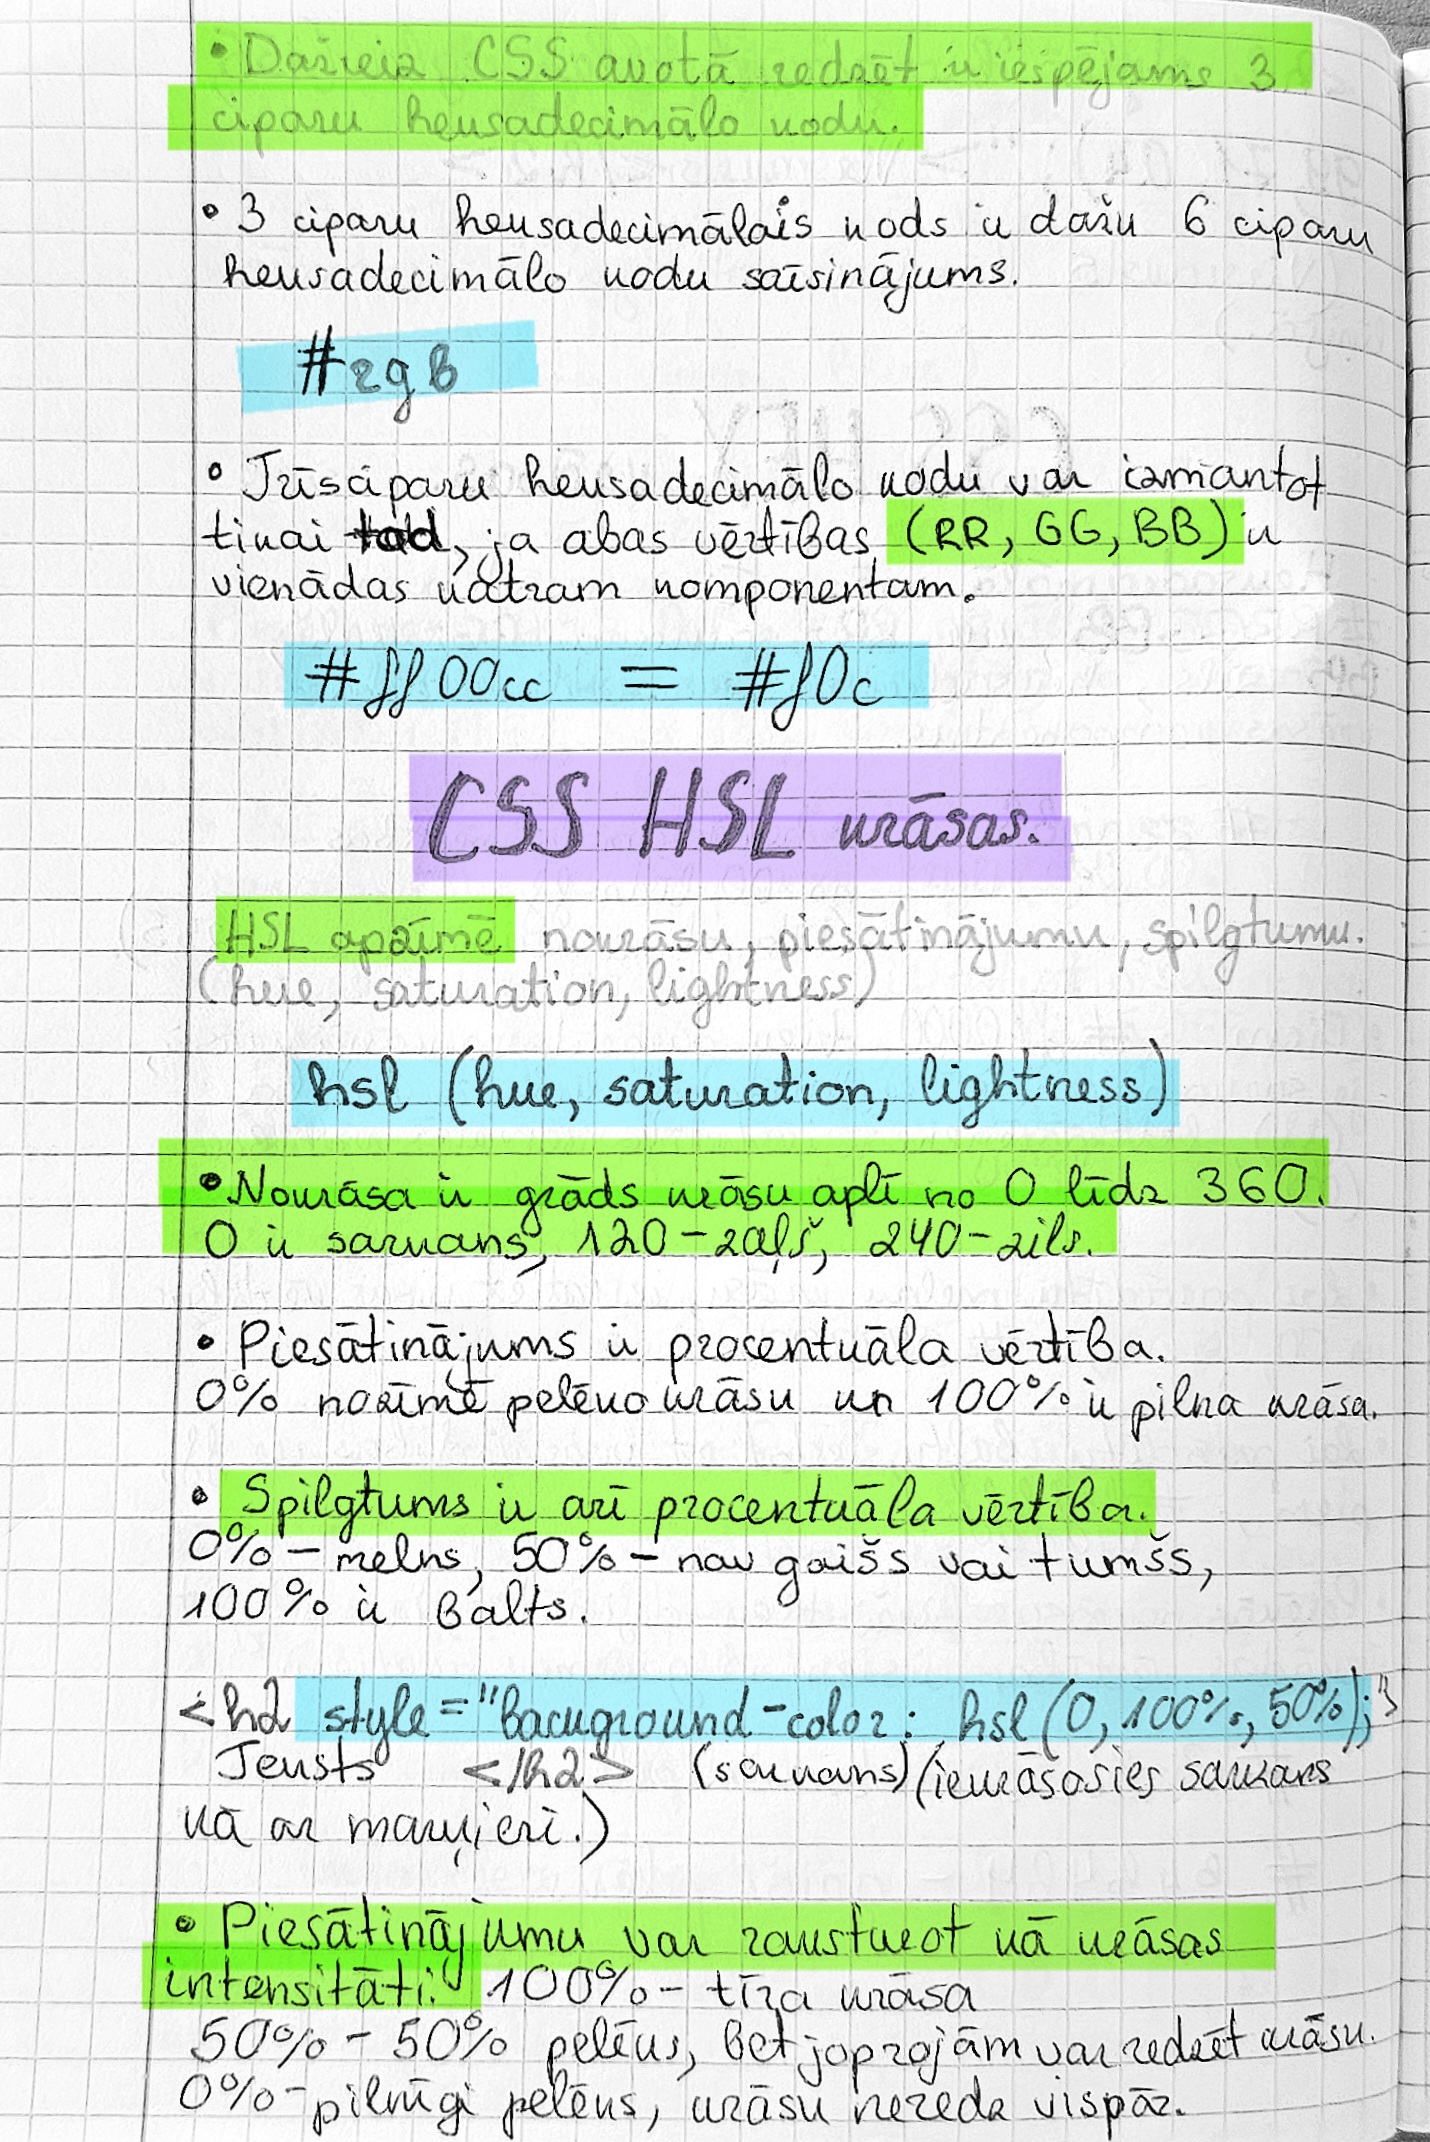 • Dažreiz CSS avotā redzēt ir iespējams 3
ciparu heksadecimālo kodu.
• 3 ciparu heksadecimālais kods ir dažu 6 ciparu
heksadecimālo kodu saīsinājums.
#rgb
• Trīsciparu heksadecimālo kodu var izmantot
tikai tad, ja abas vērtības (RR, GG, BB) ir
vienādas katram komponentam.
#ff00cc = #f0c
CSS HSL krāsas.
HSL apzīmē nokrāsu, piesātinājumu, spilgtumu.
(hue, saturation, lightness)
hsl (hue, saturation, lightness)
• Nokrāsa ir grāds krāsu aplī no 0 līdz 360.
0 ir sarkans, 120 - zaļš, 240 - zils.
• Piesātinājums ir procentuāla vērtība.
0% nozīmē pelēko krāsu un 100% ir pilna krāsa.
• Spilgtums ir arī procentuāla vērtība.
0% - melns, 50% - nav gaišs vai tumšs,
100% ir balts.
<h2 style="background-color: hsl(0, 100%, 50%);"
Teksts </h2> (sarkans) (iekrāsosies sarkans
kā ar marķieri.)
• Piesātinājumu var raksturot kā krāsas
intensitāti. 100% - tīra krāsa
50% - 50% pelēks, bet joprojām var redzēt krāsu.
0% - pilnīgi pelēks, krāsu neredz vispār.